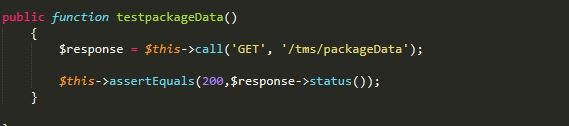 public function testpackageData()
{
$response = $this->call('GET', '/tms/packageData');
$this->assertEquals(200,$response->status());
}